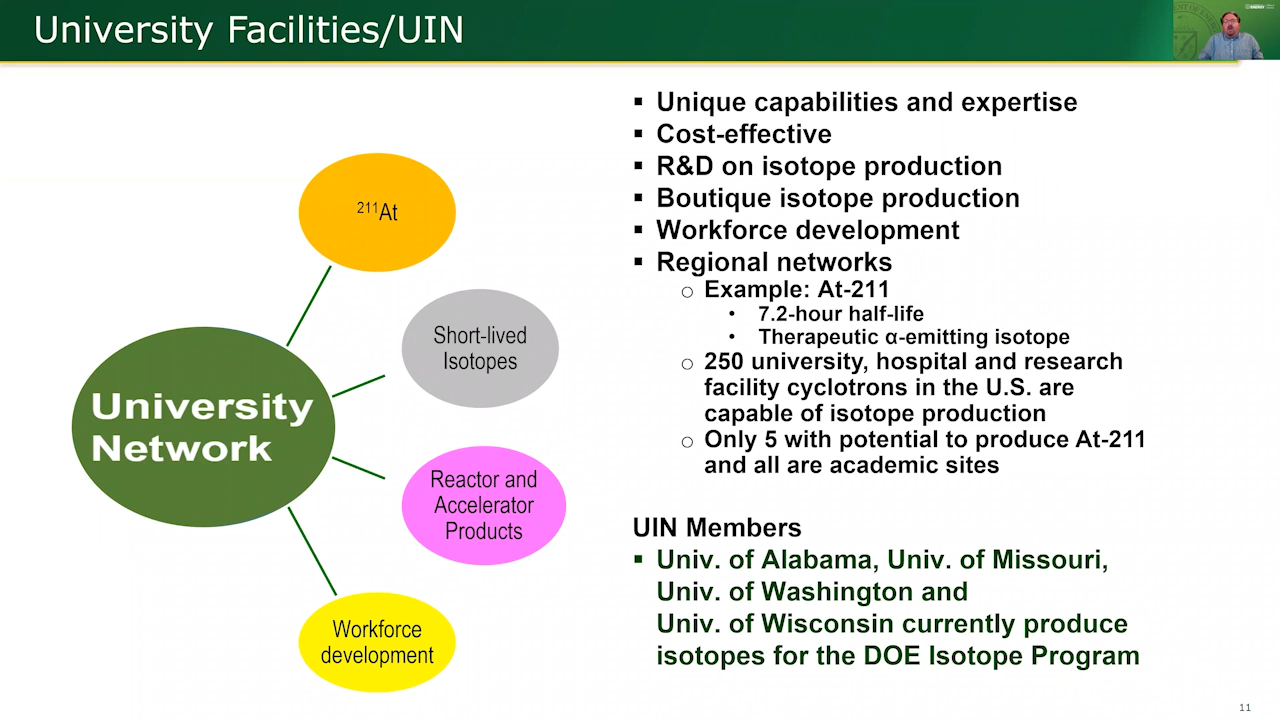 University Facilities/UIN
ENERGY
211At
Short-lived
Isotopes
University
Network
Reactor and
Accelerator
Products
Workforce
development
▪ Unique capabilities and expertise
▪ Cost-effective
▪ R&D on isotope production
▪ Boutique isotope production
▪ Workforce development
▪ Regional networks
o Example: At-211
• 7.2-hour half-life
• Therapeutic α-emitting isotope
o 250 university, hospital and research
facility cyclotrons in the U.S. are
capable of isotope production
o Only 5 with potential to produce At-211
and all are academic sites
UIN Members
▪ Univ. of Alabama, Univ. of Missouri,
Univ. of Washington and
Univ. of Wisconsin currently produce
isotopes for the DOE Isotope Program
11